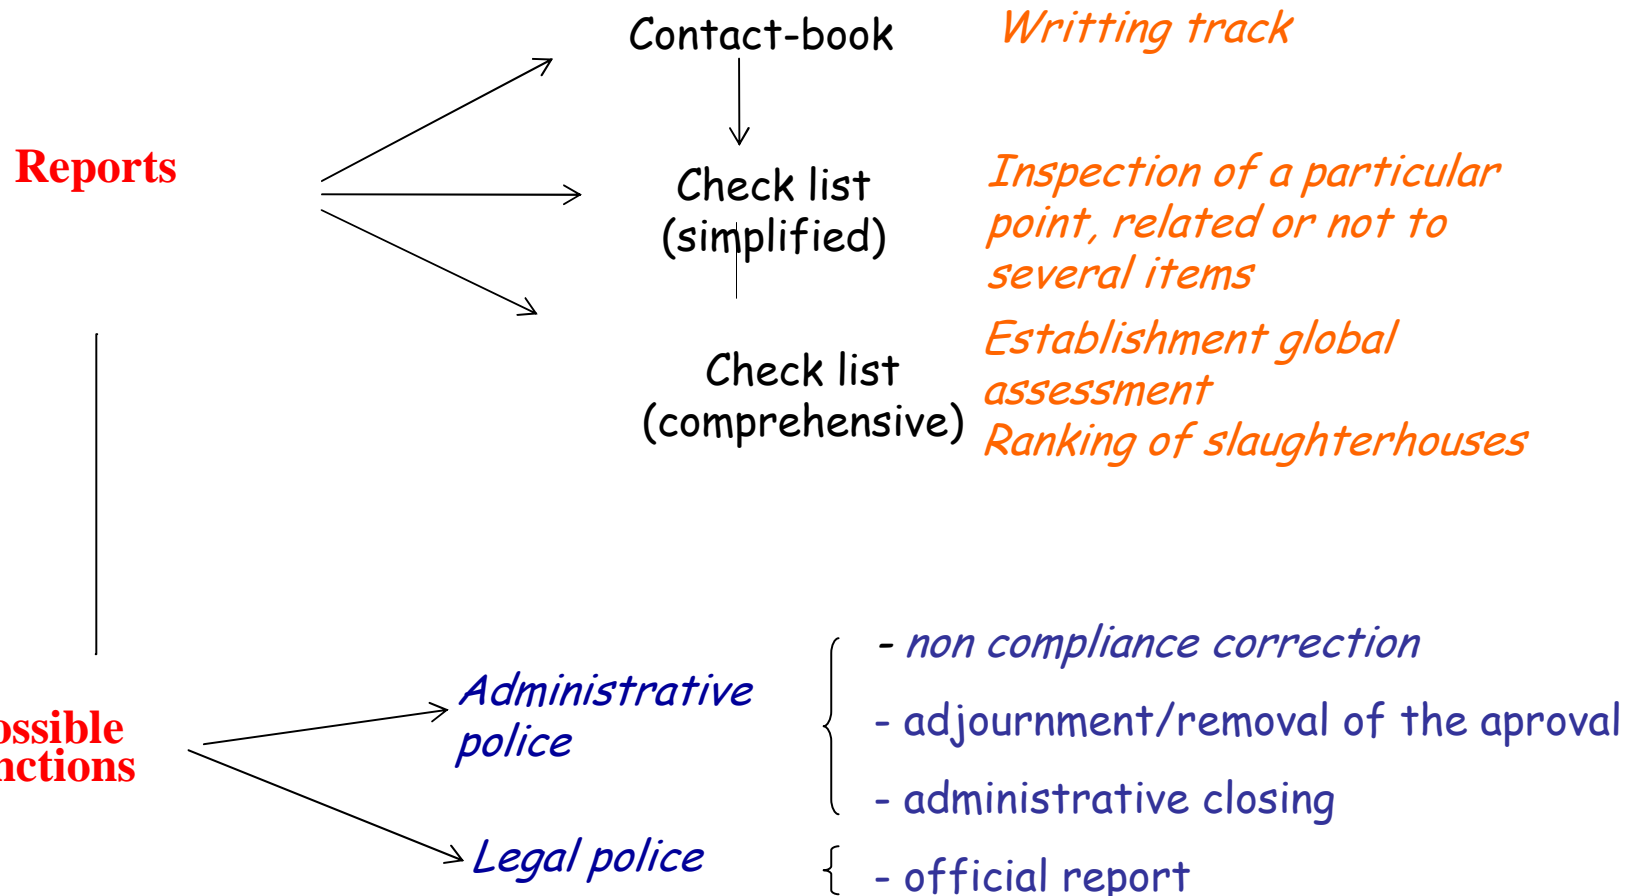 Contact-book
Writting track
Reports
Check list
(simplified)
Inspection of a particular
point, related or not to
several items
Check list
(comprehensive)
Establishment global
assessment
Ranking of slaughterhouses
ossible
nctions
Administrative
police
- non compliance correction
- adjournment/removal of the aproval
- administrative closing
Legal police
- official report